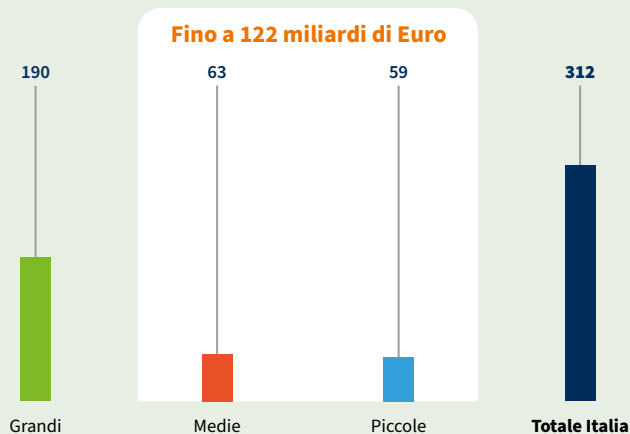 Fino a 122 miliardi di Euro
190
63
59
312
Grandi
Medie
Piccole
Totale Italia